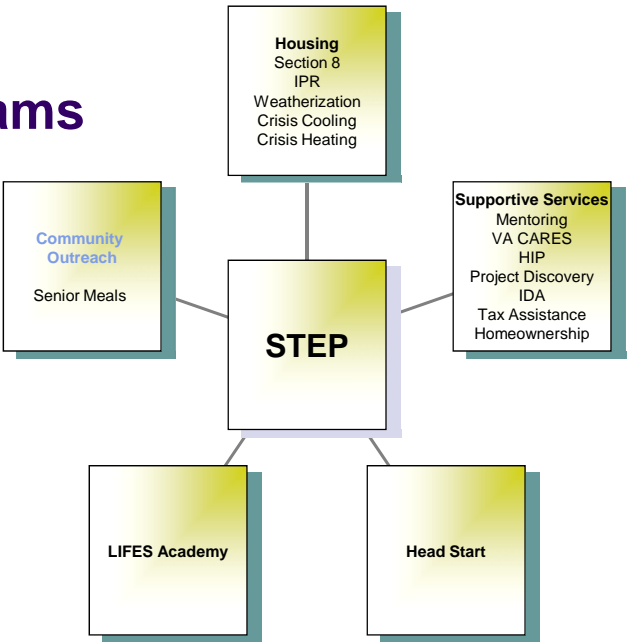 ams
Housing
Section 8
IPR
Weatherization
Crisis Cooling
Crisis Heating
Community
Outreach
Senior Meals
Supportive Services
Mentoring
VA CARES
HIP
Project Discovery
IDA
Tax Assistance
Homeownership
STEP
LIFES Academy
Head Start